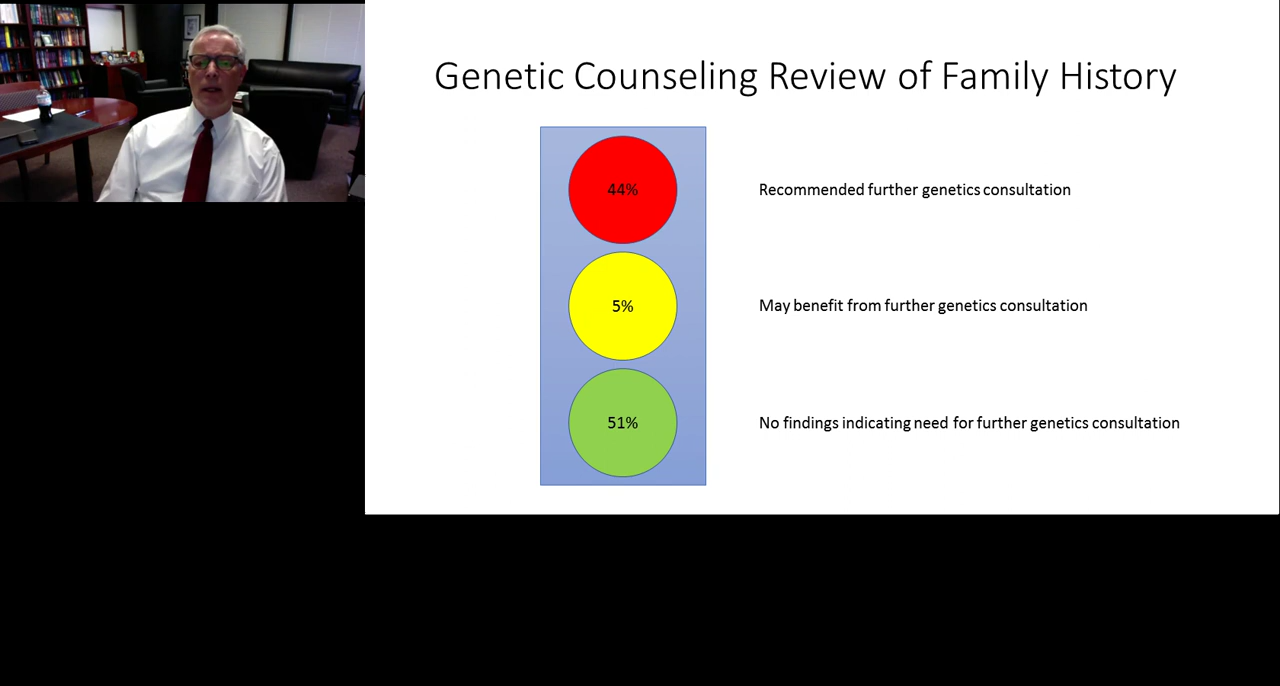 Genetic Counseling Review of Family History
44%
Recommended further genetics consultation
5%
May benefit from further genetics consultation
51%
No findings indicating need for further genetics consultation